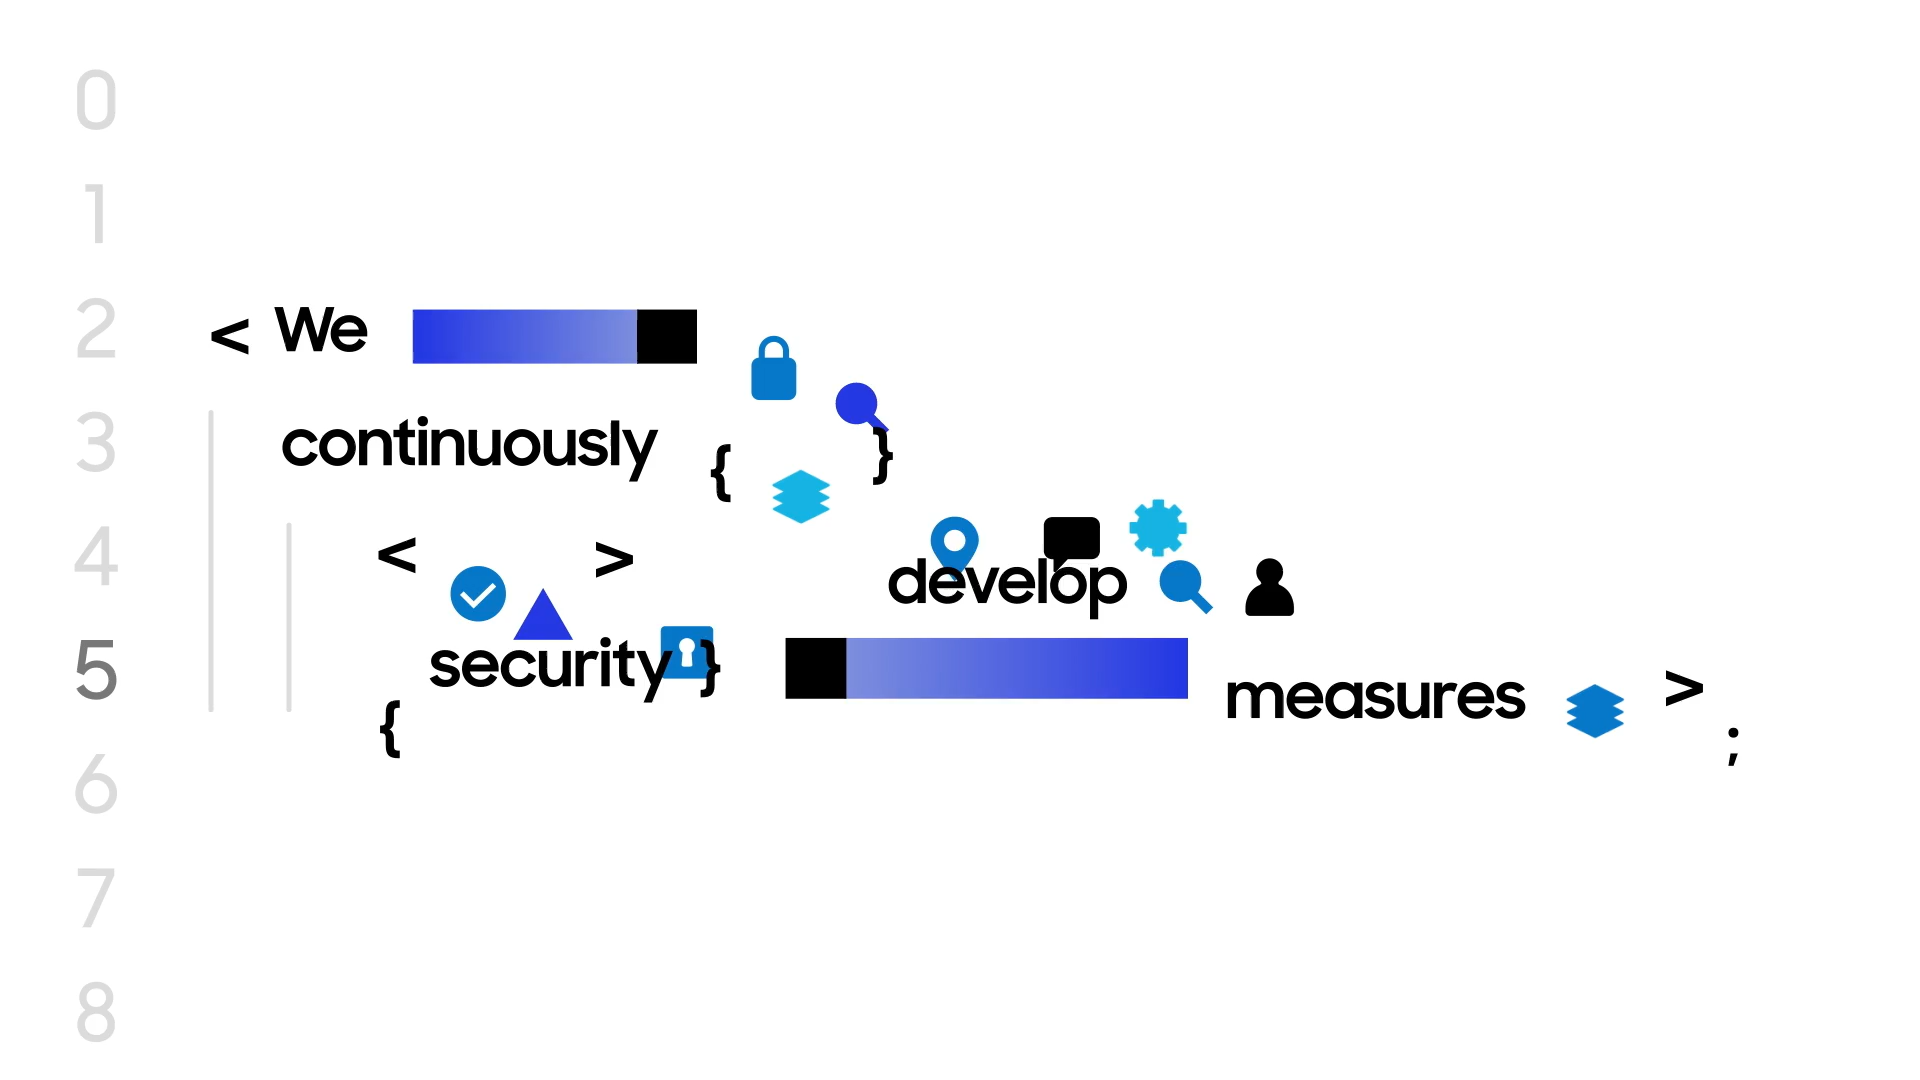 0
1
2 < We
3 continuously { }
4 < > develop
5 security } measures > ;
{
6
7
8